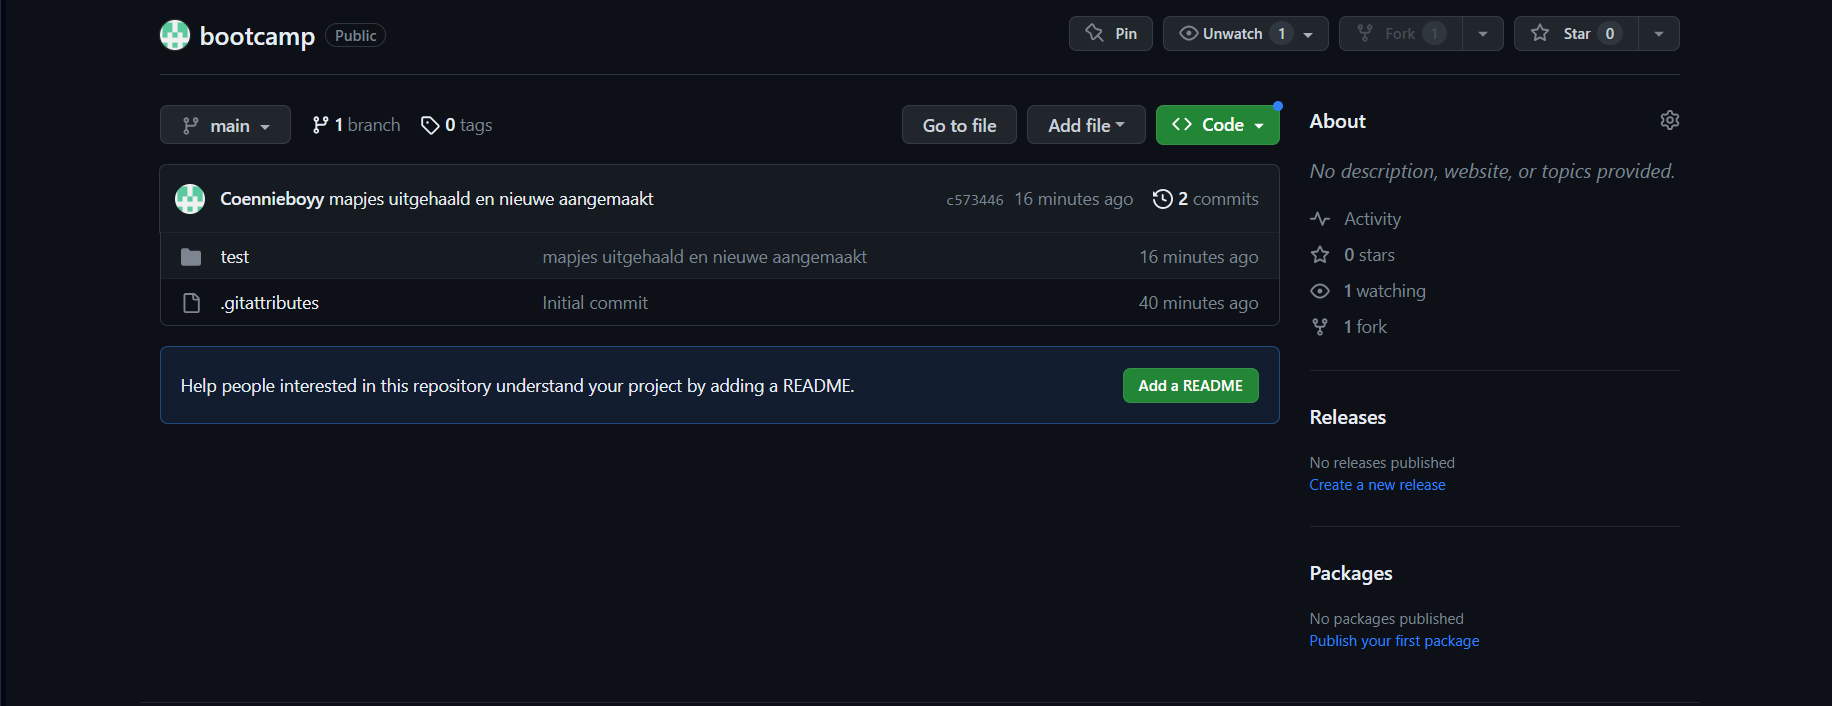 bootcamp Public Pin Unwatch 1 Fork 1 Star 0
main 1 branch 0 tags Go to file Add file <> Code
Coennieboyy mapjes uitgehaald en nieuwe aangemaakt c573446 16 minutes ago 2 commits
test mapjes uitgehaald en nieuwe aangemaakt 16 minutes ago
.gitattributes Initial commit 40 minutes ago
Help people interested in this repository understand your project by adding a README. Add a README
About
No description, website, or topics provided.
Activity
0 stars
1 watching
1 fork
Releases
No releases published
Create a new release
Packages
No packages published
Publish your first package